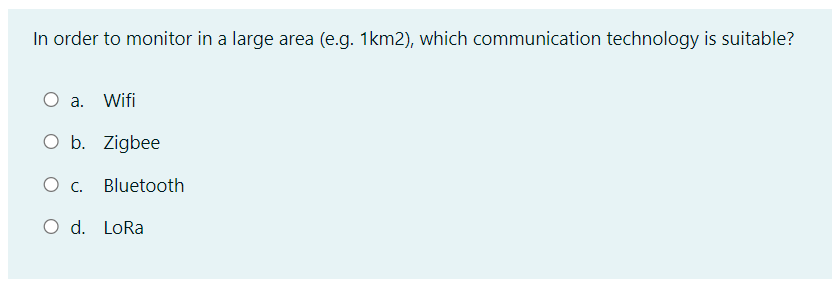 In order to monitor in a large area (e.g. 1km2), which communication technology is suitable?
a. Wifi
b. Zigbee
c. Bluetooth
d. LoRa